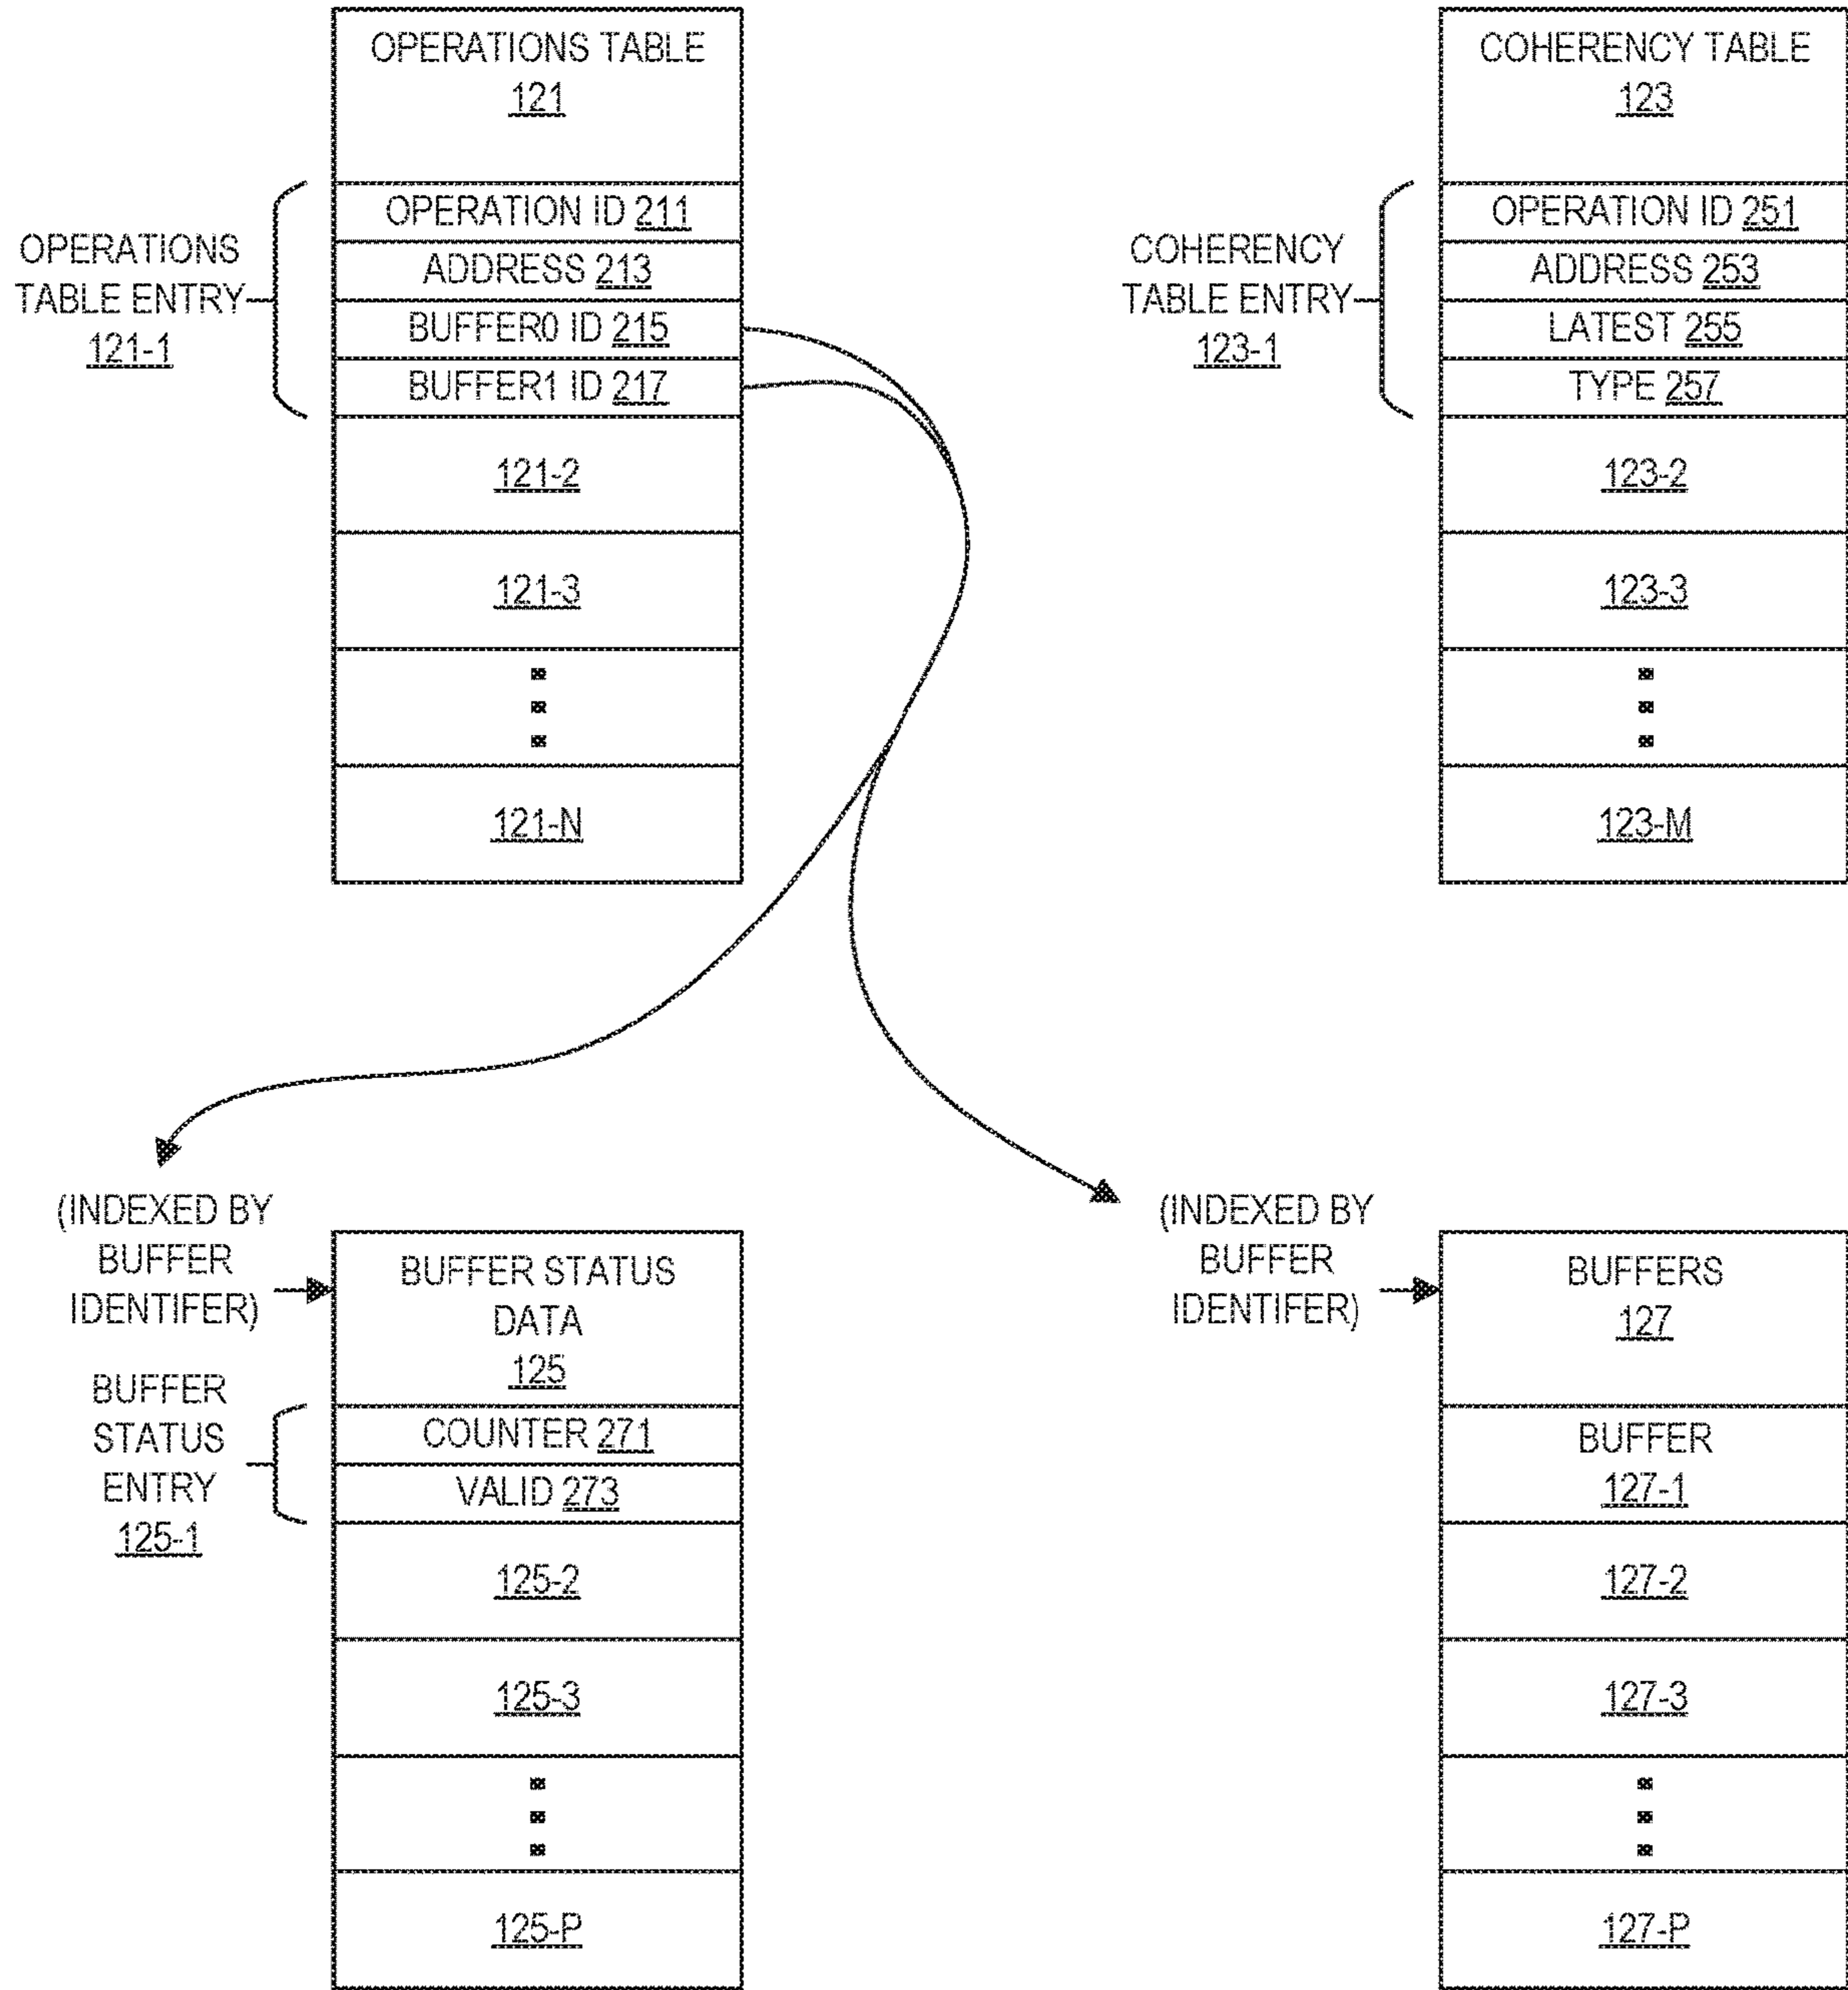 OPERATIONS TABLE
121
OPERATIONS
TABLE ENTRY
121-1
OPERATION ID 211
ADDRESS 213
BUFFER0 ID 215
BUFFER1 ID 217
121-2
121-3
121-N
COHERENCY TABLE
123
COHERENCY
TABLE ENTRY
123-1
OPERATION ID 251
ADDRESS 253
LATEST 255
TYPE 257
123-2
123-3
123-M
(INDEXED BY
BUFFER
IDENTIFER)
BUFFER STATUS
DATA
125
BUFFER
STATUS
ENTRY
125-1
COUNTER 271
VALID 273
125-2
125-3
125-P
(INDEXED BY
BUFFER
IDENTIFER)
BUFFERS
127
BUFFER
127-1
127-2
127-3
127-P